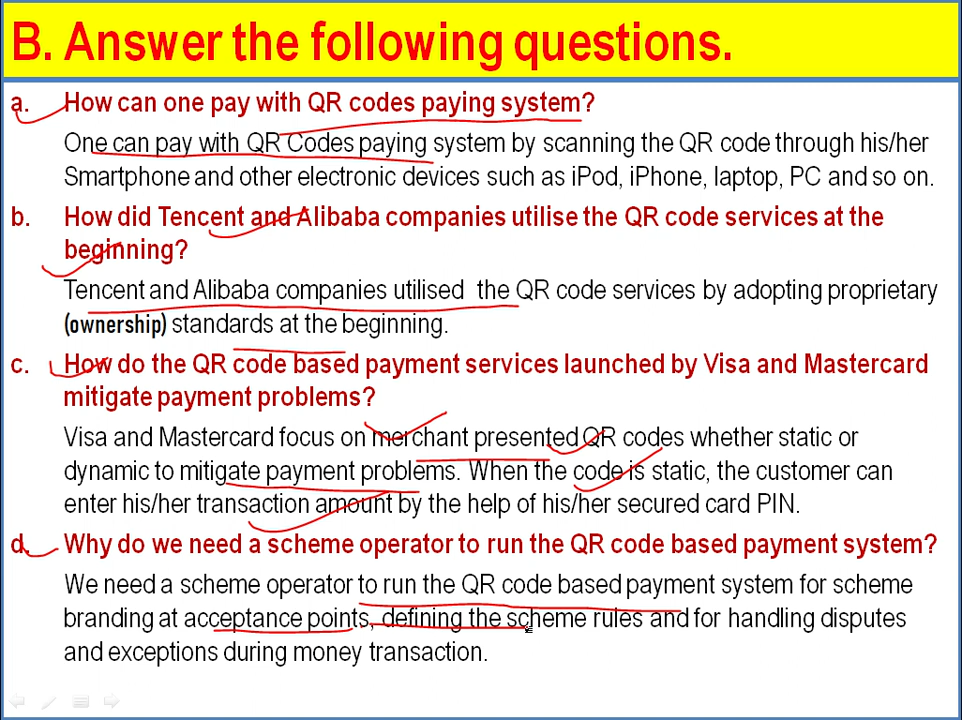 B. Answer the following questions.
a. How can one pay with QR codes paying system?
One can pay with QR Codes paying system by scanning the QR code through his/her
Smartphone and other electronic devices such as iPod, iPhone, laptop, PC and so on.
b. How did Tencent and Alibaba companies utilise the QR code services at the
beginning?
Tencent and Alibaba companies utilised the QR code services by adopting proprietary
(ownership) standards at the beginning.
c. How do the QR code based payment services launched by Visa and Mastercard
mitigate payment problems?
Visa and Mastercard focus on merchant presented QR codes whether static or
dynamic to mitigate payment problems. When the code is static, the customer can
enter his/her transaction amount by the help of his/her secured card PIN.
d. Why do we need a scheme operator to run the QR code based payment system?
We need a scheme operator to run the QR code based payment system for scheme
branding at acceptance points, defining the scheme rules and for handling disputes
and exceptions during money transaction.